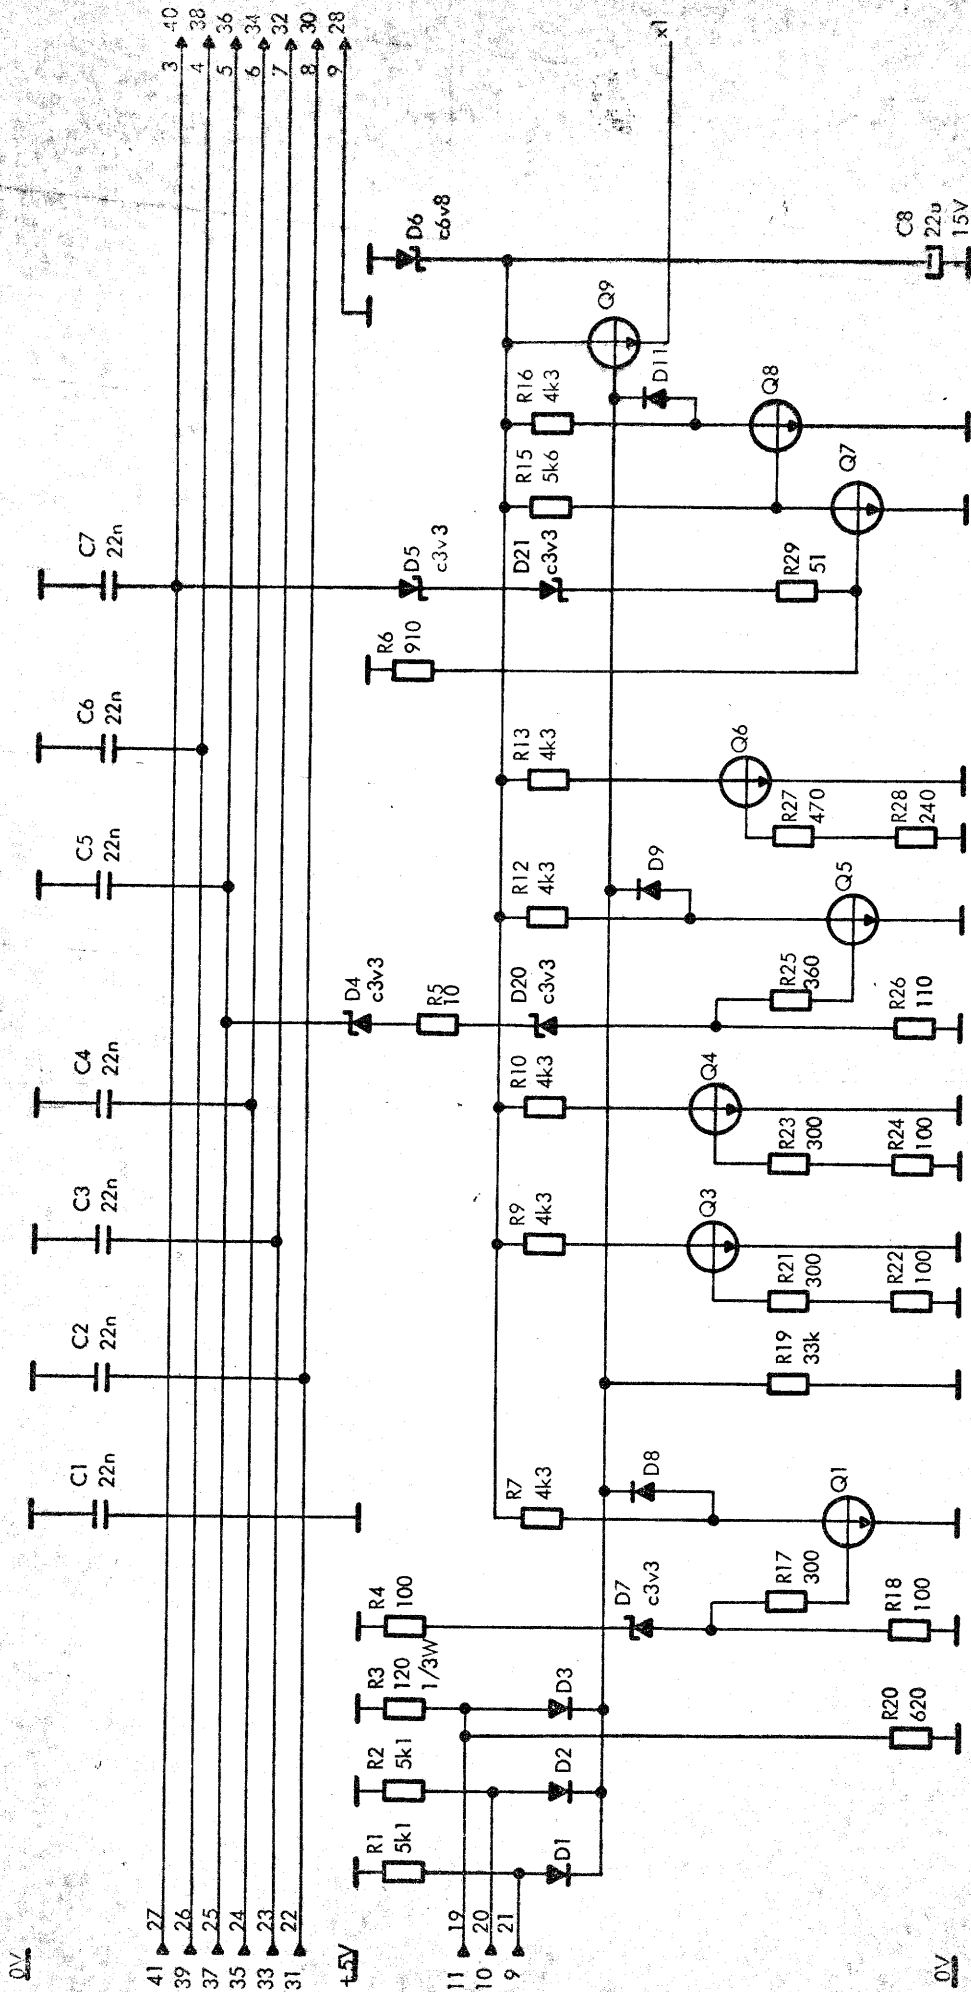 40
38
36
34
32
30
28
3
4
5
6
7
8
9
x1
D6
c6v8
C8
22u
15V
Q9
R16
4k3
D11
Q8
R15
5k6
Q7
C7
22n
D5
c3v3
D21
c3v3
R29
51
R6
910
C6
22n
R13
4k3
Q6
R27
470
R28
240
C5
22n
R12
4k3
D9
Q5
D4
c3v3
R5
10
D20
c3v3
R25
360
R26
110
C4
22n
R10
4k3
Q4
R23
300
R24
100
C3
22n
R9
4k3
Q3
R21
300
R22
100
C2
22n
R19
33k
C1
22n
R7
4k3
D8
Q1
R4
100
D7
c3v3
R17
300
R18
100
R3
120
1/3W
D3
R20
620
R2
5k1
D2
R1
5k1
D1
27
26
25
24
23
22
41
39
37
35
33
31
19
20
21
11
10
9
0V
+5V
0V